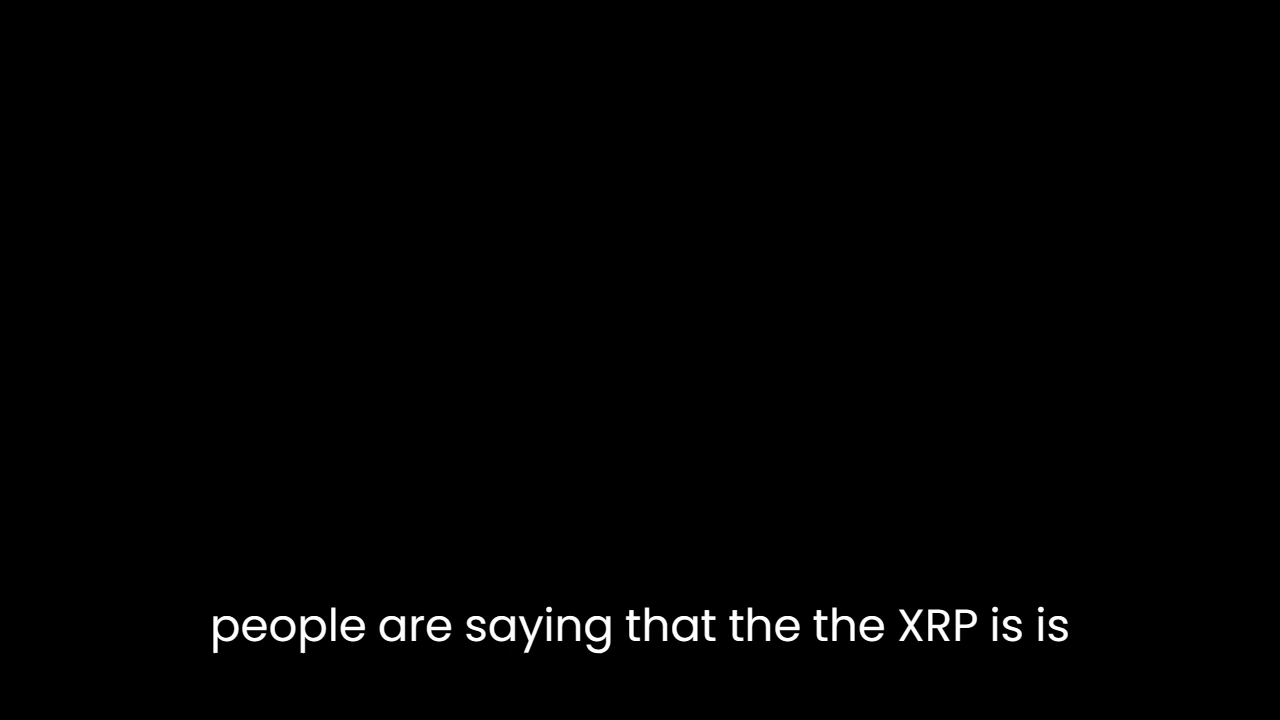 people are saying that the the XRP is is